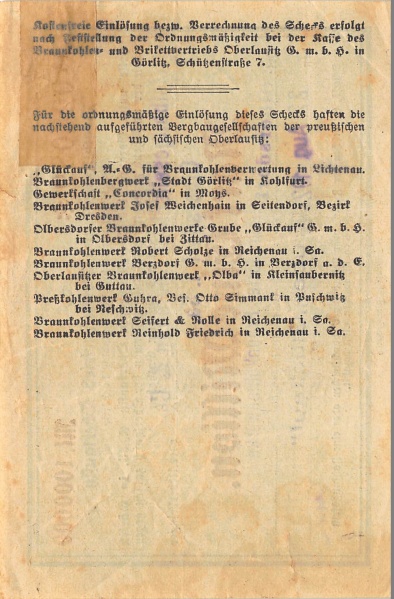 Kostenfreie Einlösung bezw. Verrechnung des Schecks erfolgt
nach Feststellung der Ordnungsmäßigkeit bei der Kasse des
Braunkohlen- und Brikettvertriebs Oberlausitz G. m. b. H. in
Görlitz, Schützenstraße 7.
Für die ordnungsmäßige Einlösung dieses Schecks haften die
nachstehend aufgeführten Bergbaugesellschaften der preußischen
und sächsischen Oberlausitz:
„Glückauf", A.-G. für Braunkohlenverwertung in Lichtenau.
Braunkohlenbergwerk „Stadt Görlitz" in Kohlfurt.
Gewerkschaft „Concordia" in Moys.
Braunkohlenwerk Josef Weichenhain in Seitendorf, Bezirk
Dresden.
Olbersdorfer Braunkohlenwerke Grube „Glückauf" G. m. b. H.
in Olbersdorf bei Zittau.
Braunkohlenwerk Robert Scholze in Reichenau i. Sa.
Braunkohlenwerk Berzdorf G. m. b. H. in Berzdorf a. d. E.
Oberlausitzer Braunkohlenwerk „Olba" in Kleinsaubernitz
bei Guttau.
Preßkohlenwerk Guhra, Bes. Otto Simmank in Puschwitz
bei Neschwitz.
Braunkohlenwerk Seifert & Nolle in Reichenau i. Sa.
Braunkohlenwerk Reinhold Friedrich in Reichenau i. Sa.